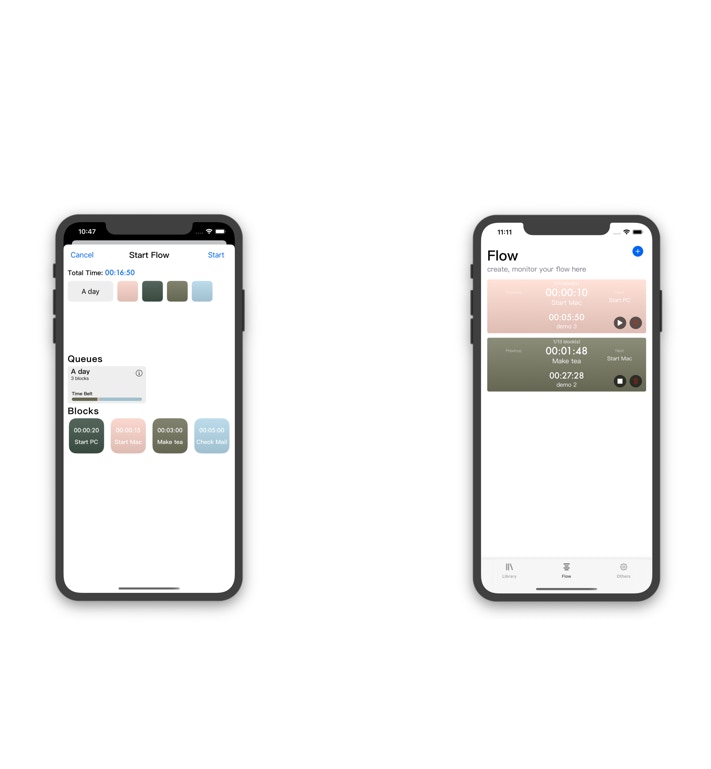 10:47
Cancel Start Flow Start
Total Time: 00:16:50
A day
Queues
A day
3 blocks
Time Belt
Blocks
00:00:20 00:00:10 00:03:00 00:05:00
Start PC Start Mac Make tea Check Mail
11:11
Flow
create, monitor your flow here
00:00:10
Start Mac
Start PC
00:05:50
demo 3
1/13 block(s)
Previous 00:01:48 Next
Make tea Start Mac
00:27:28
demo 2
Library Flow Others